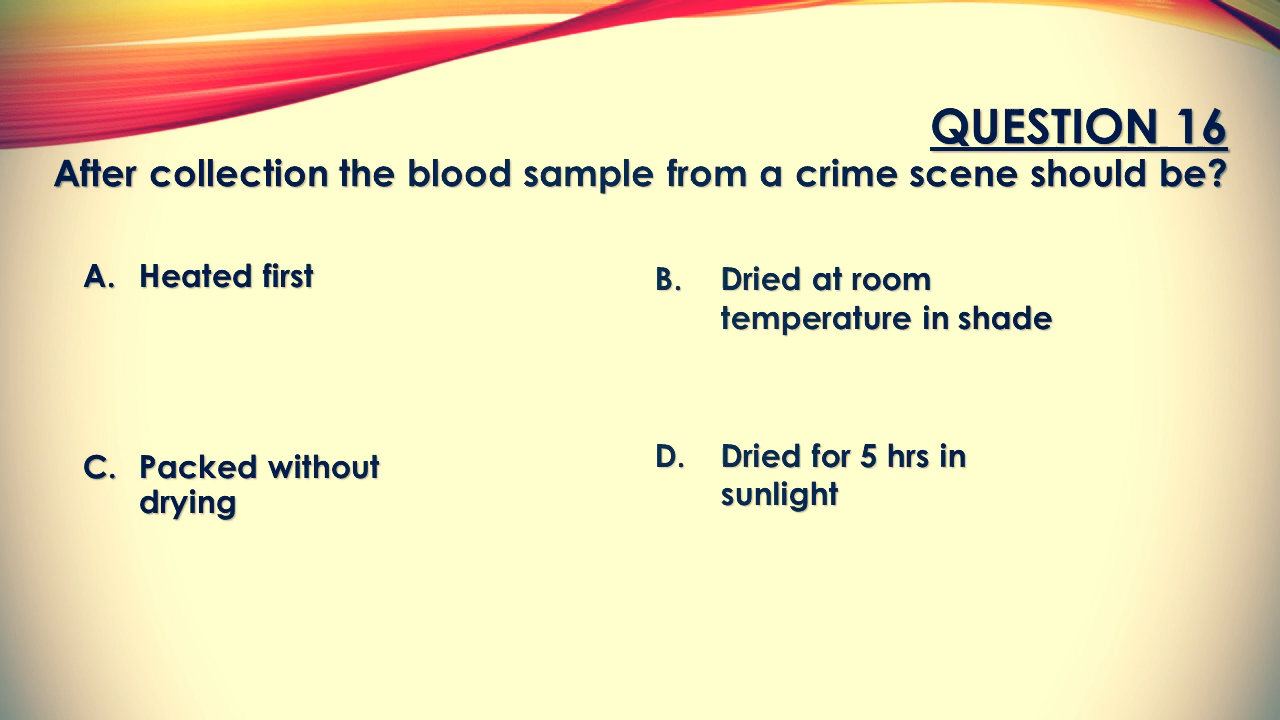 QUESTION 16
After collection the blood sample from a crime scene should be?
A. Heated first
B. Dried at room
temperature in shade
C. Packed without
drying
D. Dried for 5 hrs in
sunlight